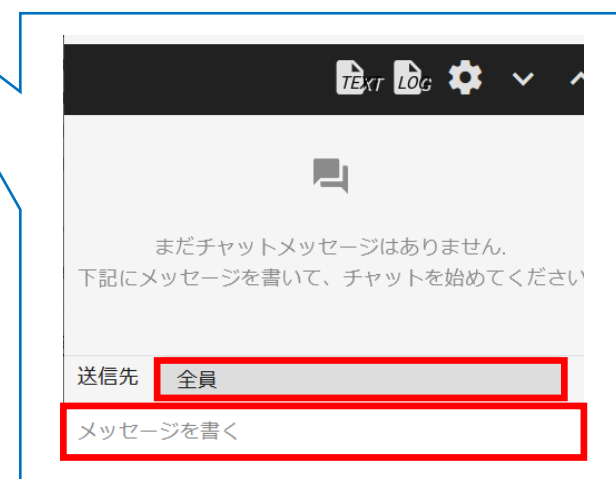 TEXT LOG
まだチャットメッセージはありません.
下記にメッセージを書いて、チャットを始めてください
送信先 全員
メッセージを書く